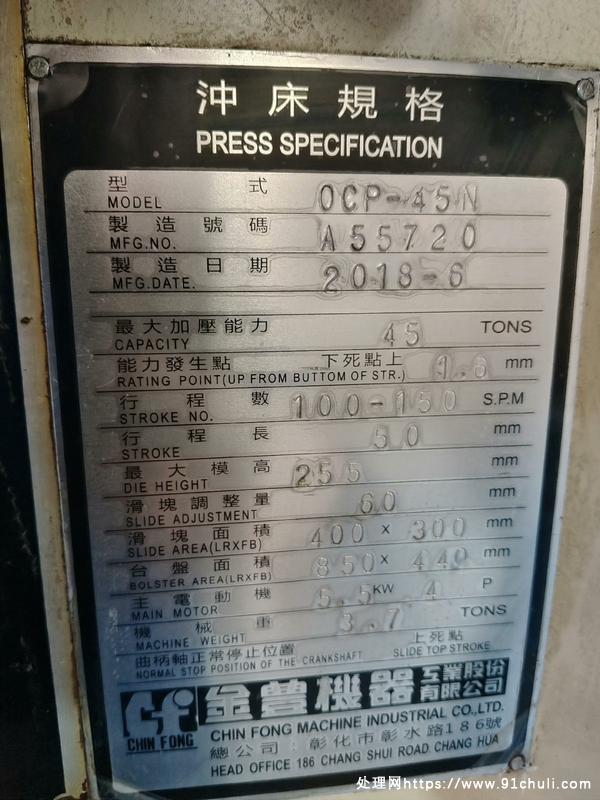 沖床規格
PRESS SPECIFICATION
型式 OCP-45N
MODEL
製造號碼 A55720
MFG.NO.
製造日期 2018-6
MFG.DATE.
最大加壓能力 45 TONS
CAPACITY
能力發生點 下死點上 1.6 mm
RATING POINT(UP FROM BUTTOM OF STR.)
行程數 100-150 S.P.M
STROKE NO.
行程長 50 mm
STROKE
最大模高 255 mm
DIE HEIGHT
滑塊調整量 60 mm
SLIDE ADJUSTMENT
滑塊面積 400 x 300 mm
SLIDE AREA(LRXFB)
台盤面積 850 x 440 mm
BOLSTER AREA(LRXFB)
主電動機 5.5 KW 4 P
MAIN MOTOR
機械重 3.7 TONS
MACHINE WEIGHT
曲柄軸正常停止位置 上死點
NORMAL STOP POSITION OF THE CRANKSHAFT SLIDE TOP STROKE
金豊機器工業股份有限公司
CHIN FONG
CHIN FONG MACHINE INDUSTRIAL CO.,LTD.
總公司 彰化市彰水路186號
HEAD OFFICE 186 CHANG SHUI ROAD CHANG HUA
处理网https://www.91chuli.com